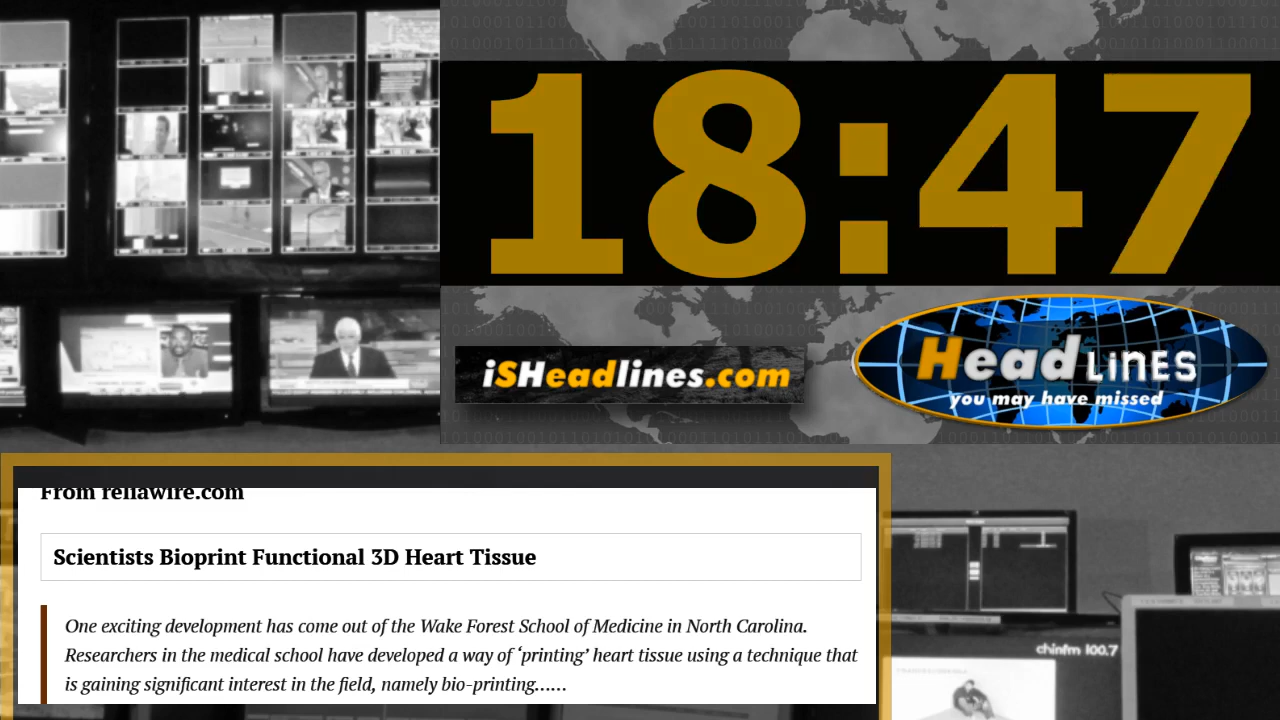 18:47
iSHeadlines.com
HeadLINES
you may have missed
From reliawire.com
Scientists Bioprint Functional 3D Heart Tissue
One exciting development has come out of the Wake Forest School of Medicine in North Carolina.
Researchers in the medical school have developed a way of ‘printing’ heart tissue using a technique that
is gaining significant interest in the field, namely bio-printing......
chinfm 100.7